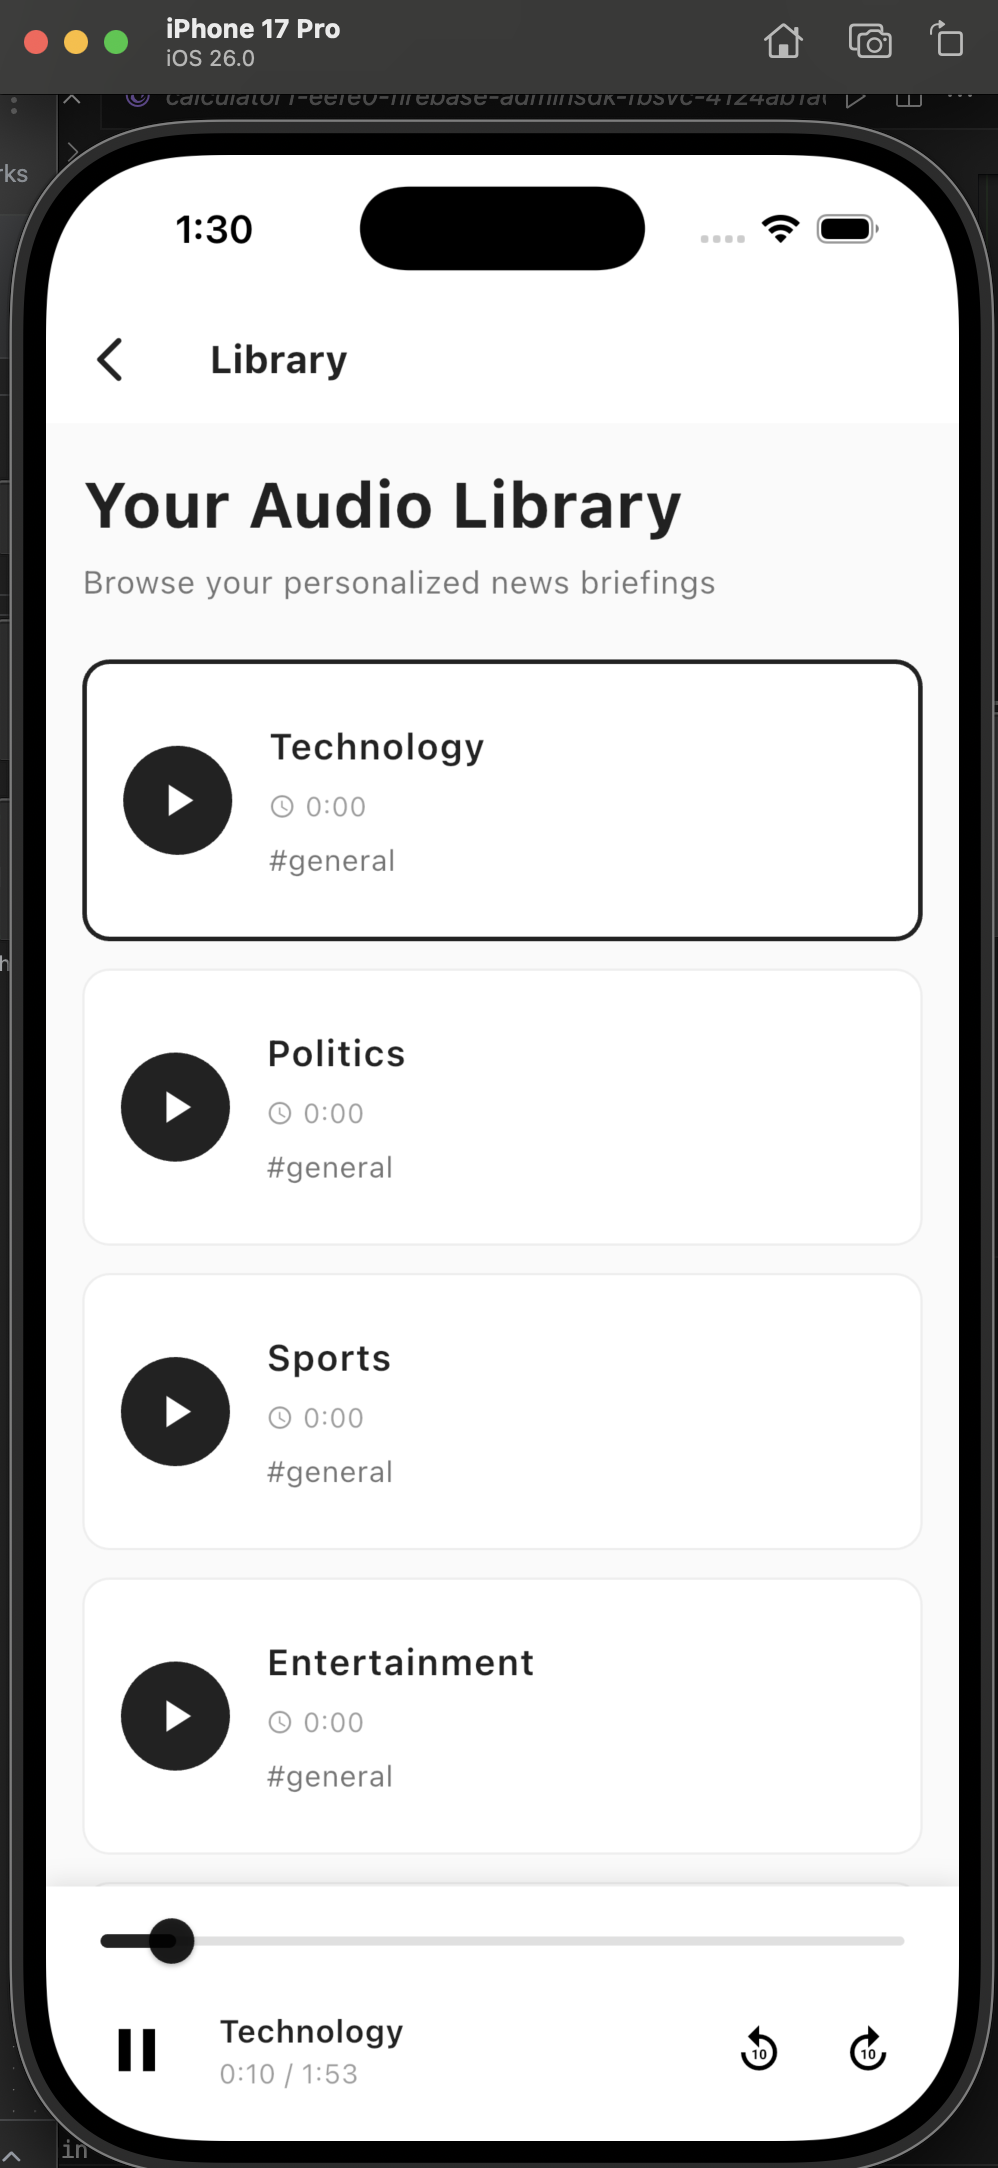 iPhone 17 Pro
iOS 26.0
rks
1:30
Library
Your Audio Library
Browse your personalized news briefings
Technology
0:00
#general
Politics
0:00
#general
Sports
0:00
#general
Entertainment
0:00
#general
Technology
0:10 / 1:53
10
10
in